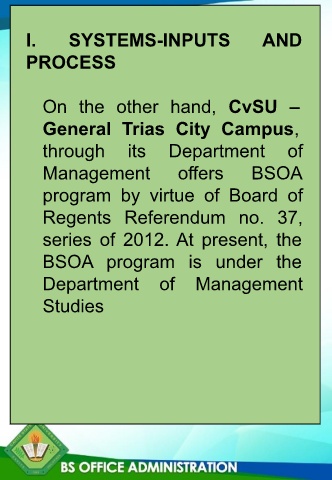 I. SYSTEMS-INPUTS AND
PROCESS
On the other hand, CvSU –
General Trias City Campus,
through its Department of
Management offers BSOA
program by virtue of Board of
Regents Referendum no. 37,
series of 2012. At present, the
BSOA program is under the
Department of Management
Studies
BS OFFICE ADMINISTRATION